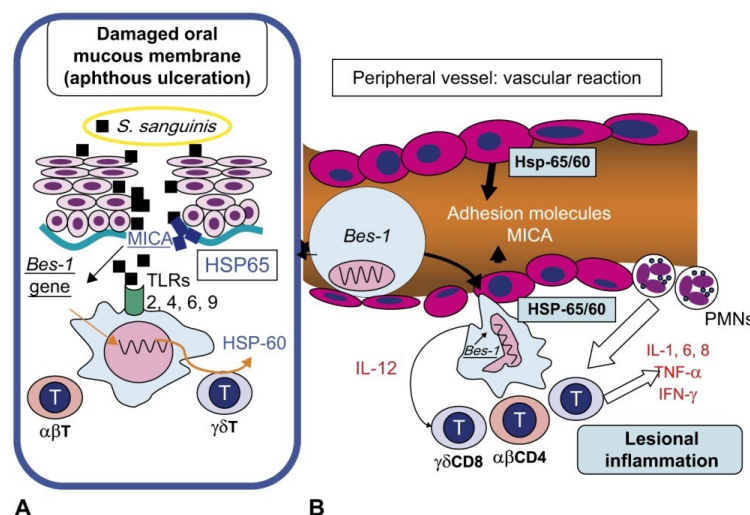 Damaged oral
mucous membrane
(aphthous ulceration)
S. sanguinis
MICA
HSP65
Bes-1
gene
TLRs
2, 4, 6, 9
HSP-60
T
αβT
T
γδT
A
Peripheral vessel: vascular reaction
Hsp-65/60
Adhesion molecules
MICA
Bes-1
HSP-65/60
PMNs
Bes-1
IL-12
IL-1, 6, 8
TNF-α
IFN-γ
T
T
T
γδCD8
αβCD4
Lesional
inflammation
B